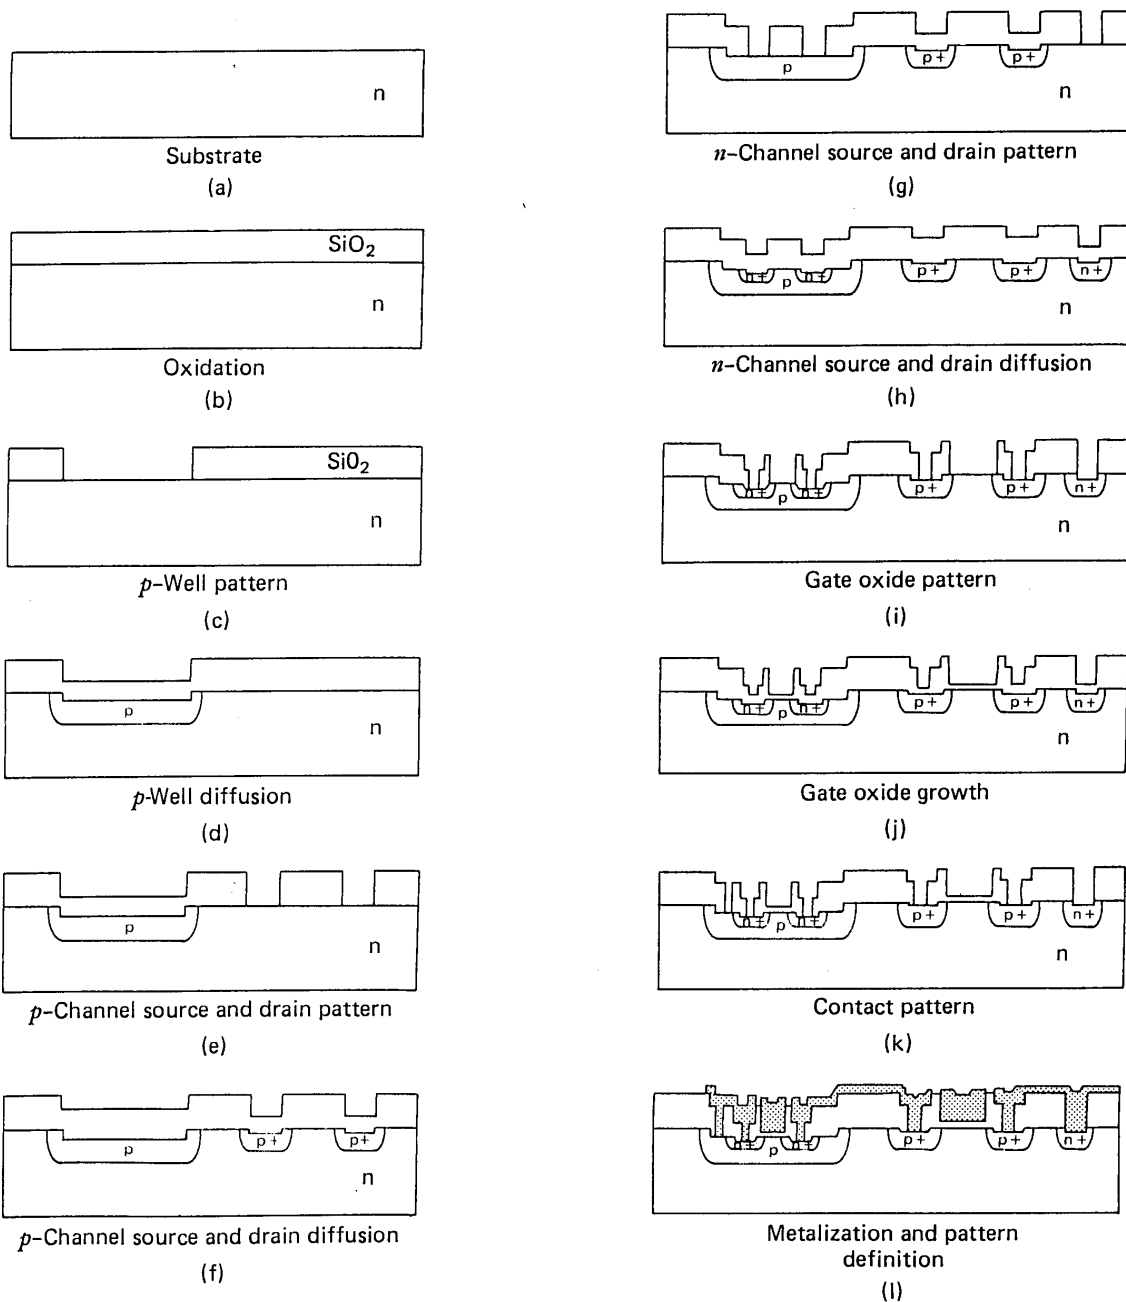 n
Substrate
(a)
SiO2
n
Oxidation
(b)
SiO2
n
p-Well pattern
(c)
p
n
p-Well diffusion
(d)
p
n
p-Channel source and drain pattern
(e)
p p+ p+
n
p-Channel source and drain diffusion
(f)
p p+ p+
n
n-Channel source and drain pattern
(g)
n+ p n+ p+ p+ n+
n
n-Channel source and drain diffusion
(h)
n+ p n+ p+ p+ n+
n
Gate oxide pattern
(i)
n+ p n+ p+ p+ n+
n
Gate oxide growth
(j)
n+ p n+ p+ p+ n+
n
Contact pattern
(k)
n+ p n+ p+ p+ n+
Metalization and pattern
definition
(l)